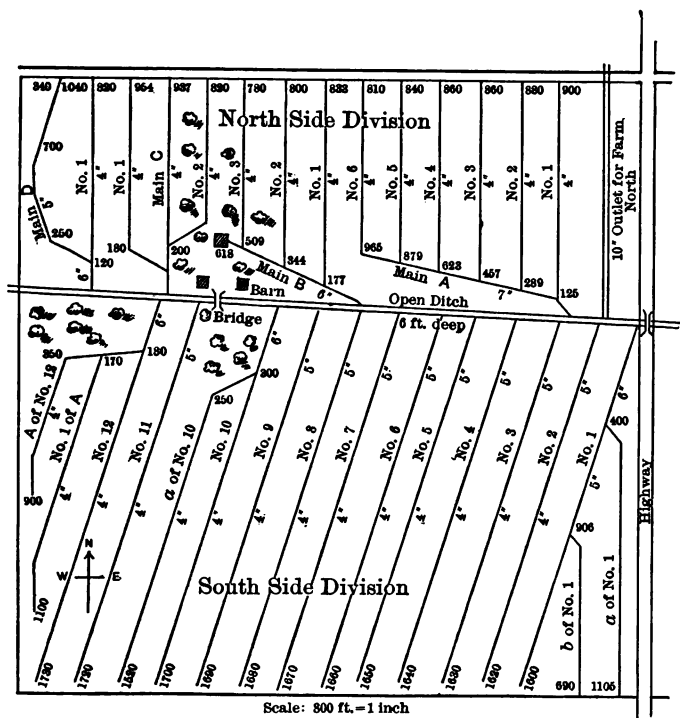 340 1040 820 954 937 820 780 800 832 810 840 860 860 880 900
North Side Division
700
Main D
5"
250
6"
120
No. 1
4"
No. 1
4"
180
Main C
4"
No. 2
4"
200
No. 3
4"
509
618
No. 2
4"
344
No. 1
4"
177
Main B
6"
No. 6
4"
965
No. 5
4"
879
No. 4
4"
623
No. 3
4"
457
No. 2
4"
289
No. 1
4"
125
Main A
7"
10" Outlet for Farm
North
Barn
Bridge
Open Ditch
6 ft. deep
350 170 180
A of No. 12
4"
900
No. 1 of A
4"
1100
No. 12
4"
6"
No. 11
4"
5"
a of No. 10
4"
250
300
No. 10
4"
6"
No. 9
4"
5"
No. 8
4"
5"
No. 7
4"
5"
No. 6
4"
5"
No. 5
4"
5"
No. 4
4"
5"
No. 3
4"
5"
No. 2
4"
5"
No. 1
5"
6"
400
906
b of No. 1
a of No. 1
Highway
N
W E
South Side Division
1730 1720 1520 1700 1690 1680 1670 1660 1650 1640 1630 1620 1600 690 1105
Scale: 300 ft.=1 inch